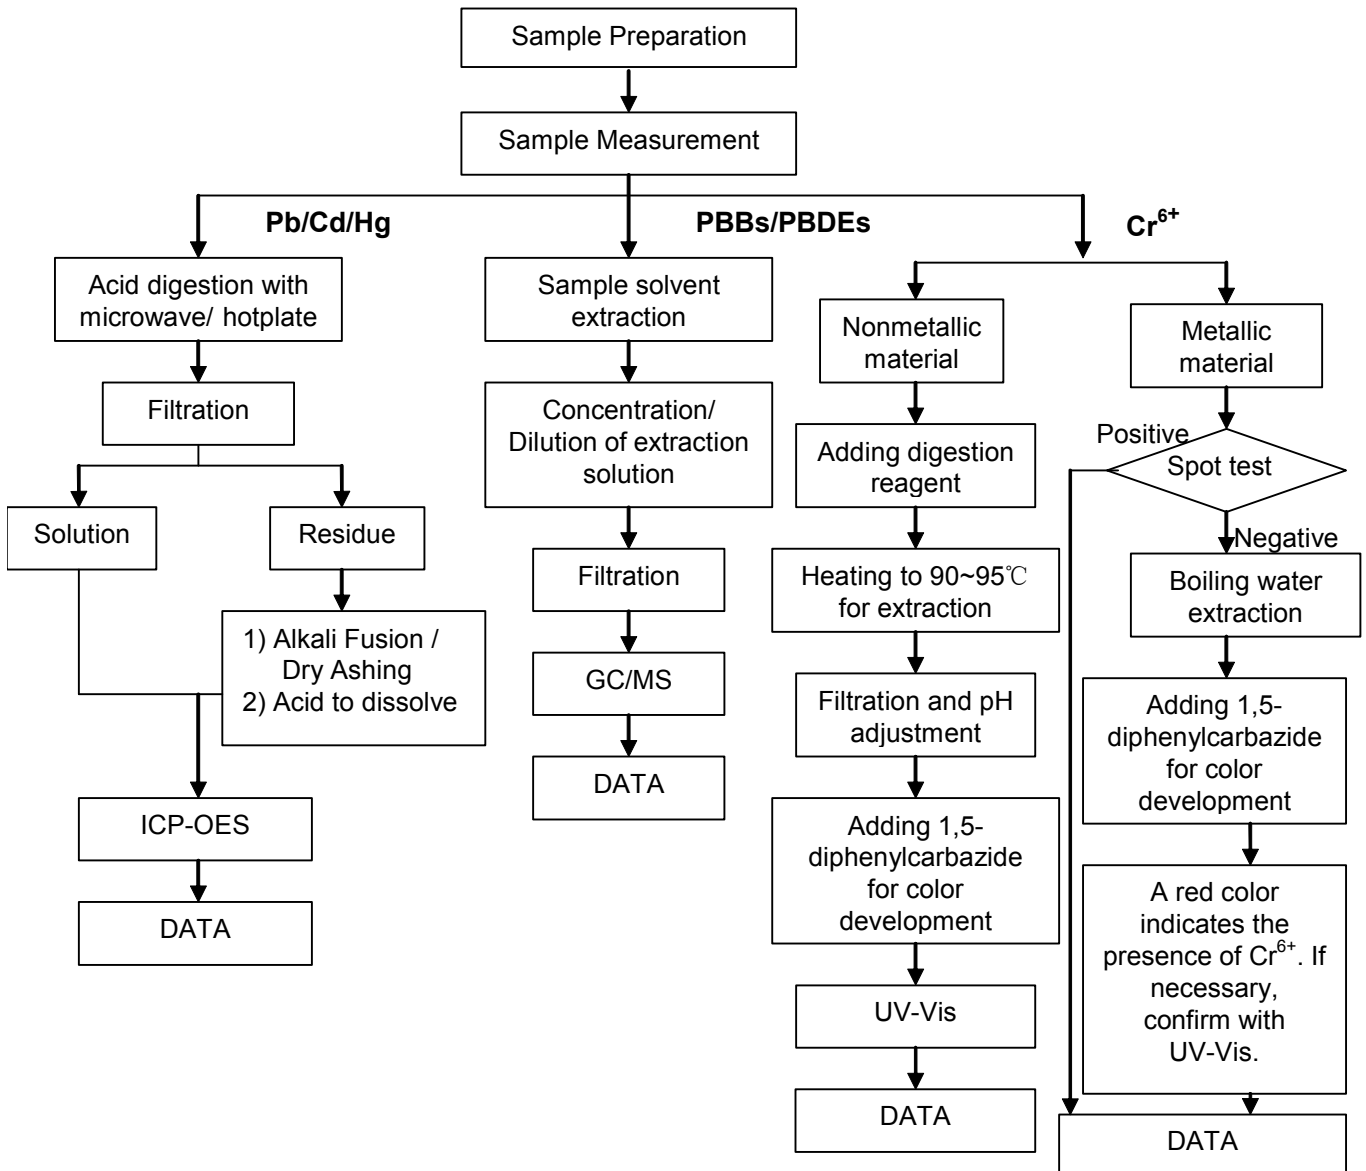 Sample Preparation
Sample Measurement
Pb/Cd/Hg
PBBs/PBDEs
Cr⁶⁺
Acid digestion with
microwave/ hotplate
Filtration
Solution
Residue
1) Alkali Fusion /
Dry Ashing
2) Acid to dissolve
ICP-OES
DATA
Sample solvent
extraction
Concentration/
Dilution of extraction
solution
Filtration
GC/MS
DATA
Nonmetallic
material
Adding digestion
reagent
Heating to 90~95℃
for extraction
Filtration and pH
adjustment
Adding 1,5-
diphenylcarbazide
for color
development
UV-Vis
DATA
Metallic
material
Positive
Spot test
Negative
Boiling water
extraction
Adding 1,5-
diphenylcarbazide
for color
development
A red color
indicates the
presence of Cr⁶⁺. If
necessary,
confirm with
UV-Vis.
DATA